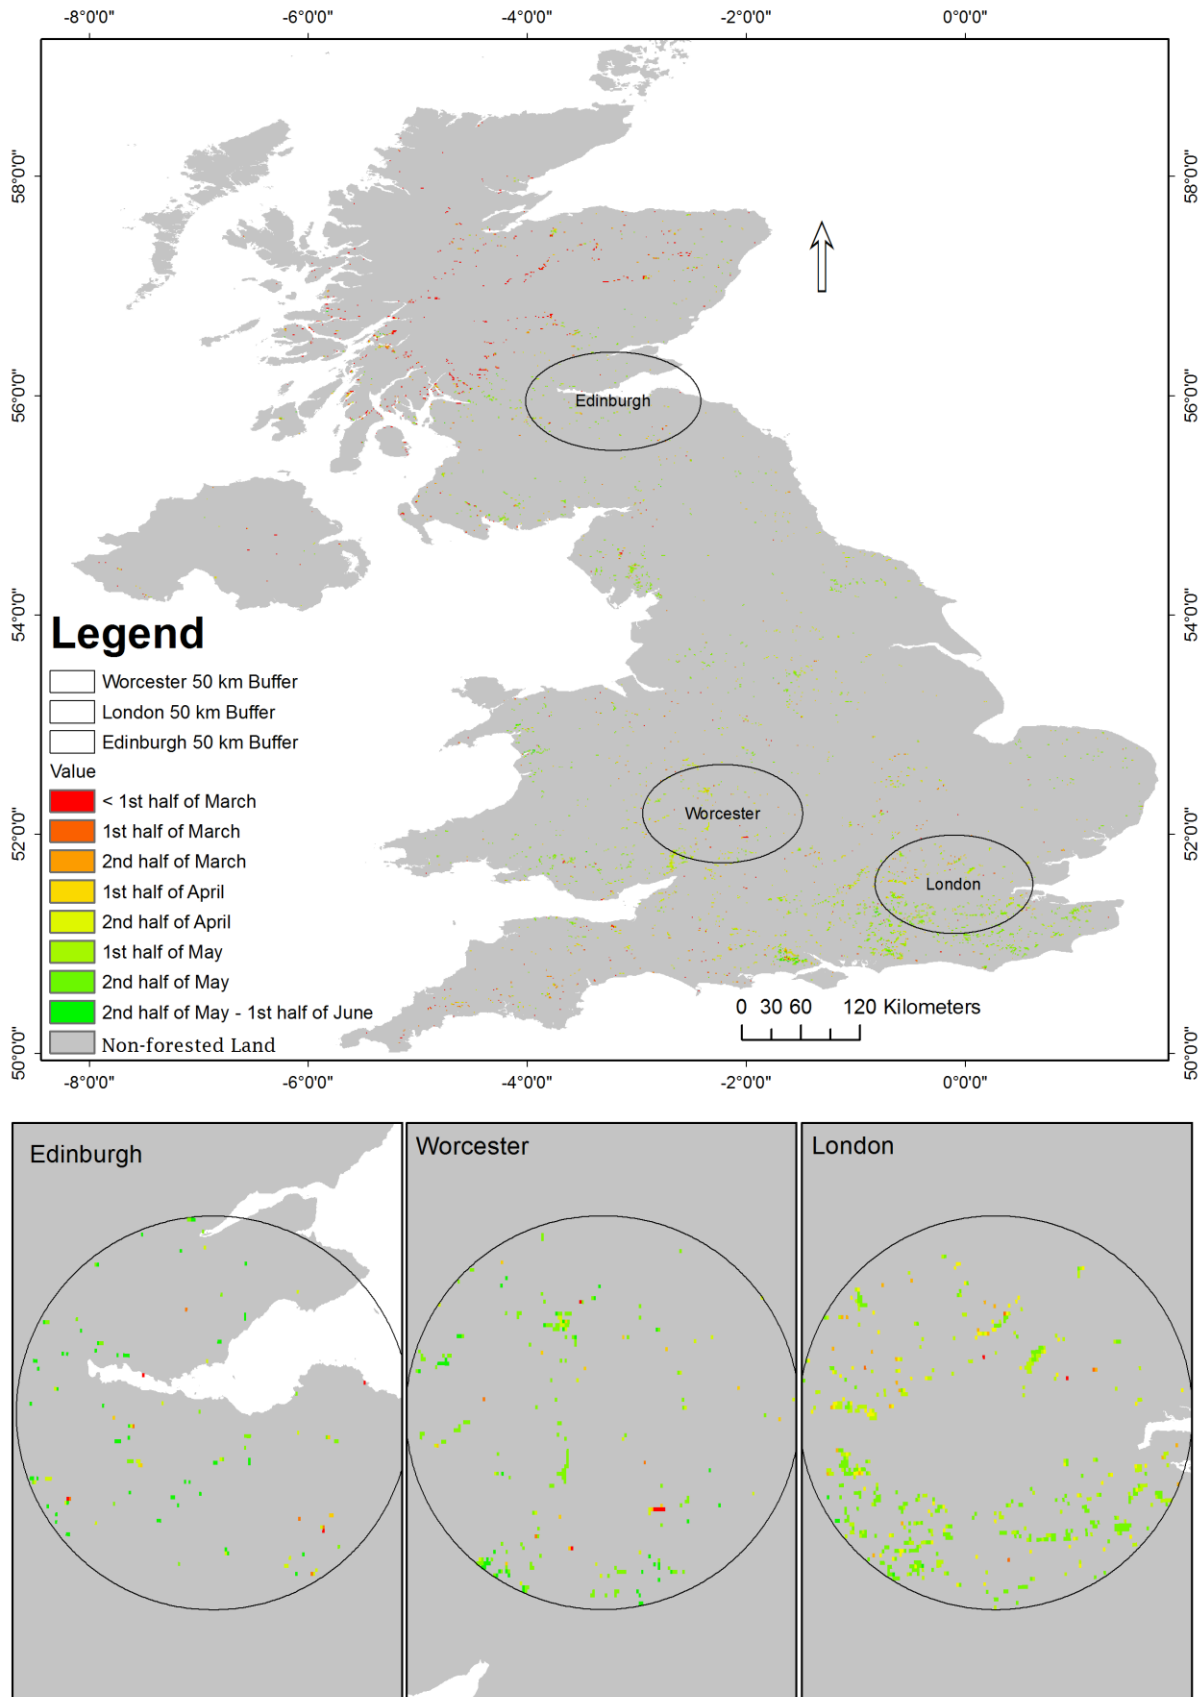 -8°0'0" -6°0'0" -4°0'0" -2°0'0" 0°0'0"
58°0'0" 58°0'0"
56°0'0" 56°0'0"
Edinburgh
54°0'0" 54°0'0"
Legend
Worcester 50 km Buffer
London 50 km Buffer
Edinburgh 50 km Buffer
Value
< 1st half of March
1st half of March
2nd half of March
1st half of April
2nd half of April
1st half of May
2nd half of May
2nd half of May - 1st half of June
Non-forested Land
Worcester
52°0'0" 52°0'0"
London
0 30 60 120 Kilometers
50°0'0" 50°0'0"
-8°0'0" -6°0'0" -4°0'0" -2°0'0" 0°0'0"
Edinburgh
Worcester
London